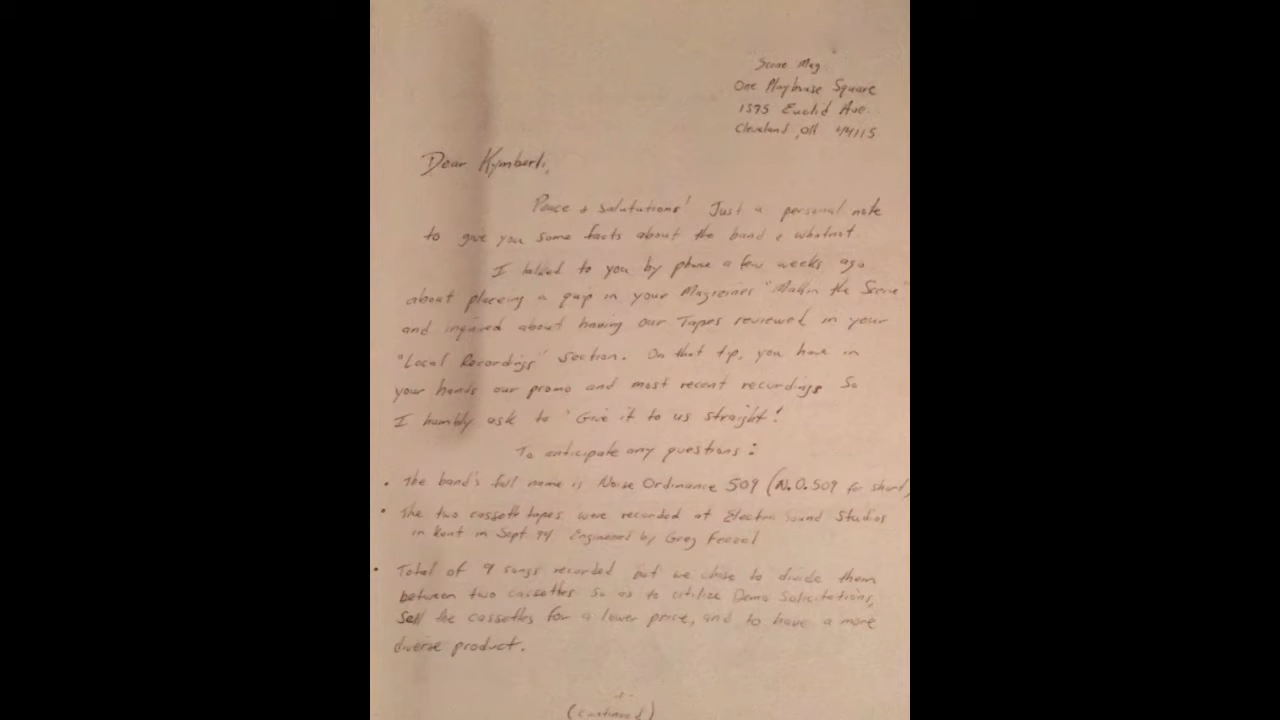 Scene Mag
One Playhouse Square
1375 Euclid Ave.
Cleveland, OH 44115
Dear Kymberli,
Peace & salutations! Just a personal note
to give you some facts about the band & whatnot
I talked to you by phone a few weeks ago
about placing a quip in your Magazines "Makin the Scene"
and inquired about having our Tapes reviewed in your
"Local Recordings" section. On that tip, you have in
your hands our promo and most recent recordings So
I humbly ask to "Give it to us straight!
To anticipate any questions:
• The band's full name is Noise Ordinance 509 (N.O.509 for short)
• The two cassette tapes were recorded at Electra Sound Studios
in Kent in Sept 94 Engineered by Greg
• Total of 9 songs recorded but we chose to divide them
between two cassettes so as to utilize Demo Solicitations,
sell the cassettes for a lower price, and to have a more
diverse product.
(continued)